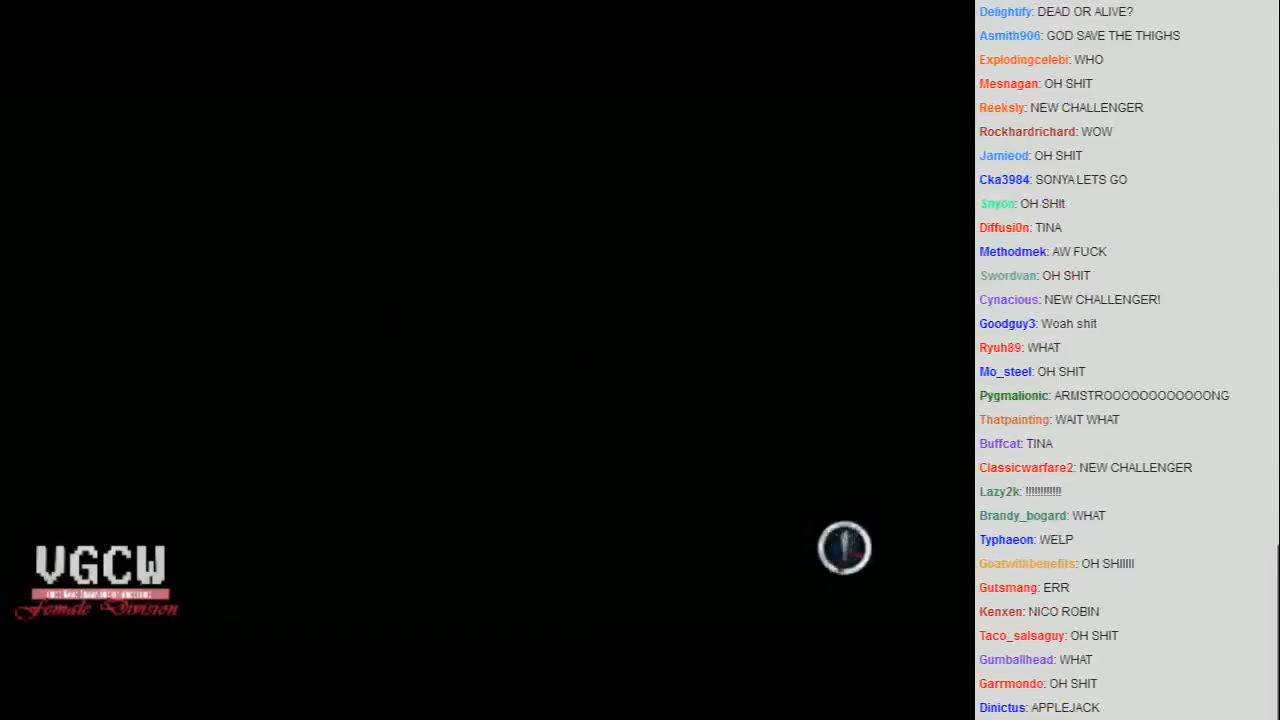 Delightify: DEAD OR ALIVE?
Asmith906: GOD SAVE THE THIGHS
Explodingcelebi: WHO
Mesnagan: OH SHIT
Reeksly: NEW CHALLENGER
Rockhardrichard: WOW
Jamieod: OH SHIT
Cka3984: SONYA LETS GO
Snyon: OH SHIt
Diffusi0n: TINA
Methodmek: AW FUCK
Swordvan: OH SHIT
Cynacious: NEW CHALLENGER!
Goodguy3: Woah shit
Ryuh89: WHAT
Mo_steel: OH SHIT
Pygmalionic: ARMSTROOOOOOOOOOOONG
Thatpainting: WAIT WHAT
Buffcat: TINA
Classicwarfare2: NEW CHALLENGER
Lazy2k: !!!!!!!!!!!!
Brandy_bogard: WHAT
Typhaeon: WELP
Goatwithbenefits: OH SHIIIII
Gutsmang: ERR
Kenxen: NICO ROBIN
Taco_salsaguy: OH SHIT
Gumballhead: WHAT
Garrmondo: OH SHIT
Dinictus: APPLEJACK
VGCW
Female Division